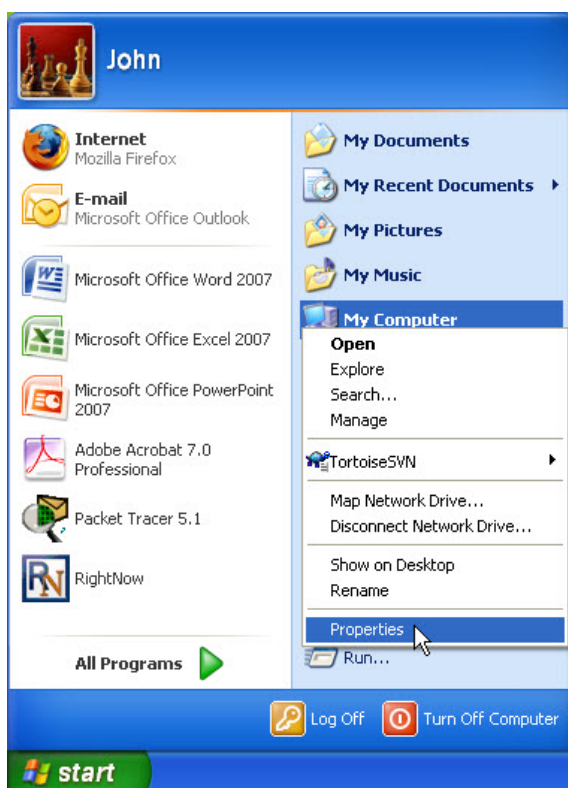 John
Internet
Mozilla Firefox
E-mail
Microsoft Office Outlook
Microsoft Office Word 2007
Microsoft Office Excel 2007
Microsoft Office PowerPoint
2007
Adobe Acrobat 7.0
Professional
Packet Tracer 5.1
RN
RightNow
All Programs
My Documents
My Recent Documents
My Pictures
My Music
My Computer
Open
Explore
Search...
Manage
TortoiseSVN
Map Network Drive...
Disconnect Network Drive...
Show on Desktop
Rename
Properties
Run...
Log Off
Turn Off Computer
start